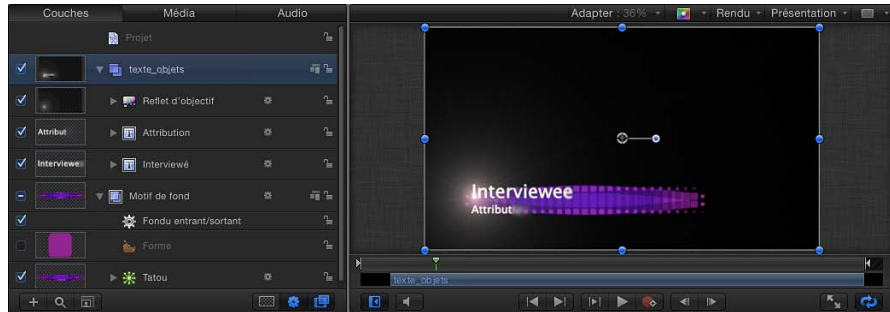 Couches Média Audio
Adapter : 36% Rendu Présentation
Projet
texte_objets
Reflet d'objectif
Attribut Attribution
Interviewee Interviewé
Motif de fond
Fondu entrant/sortant
Forme
Tatou
Interviewee
Attribut
texte_objets